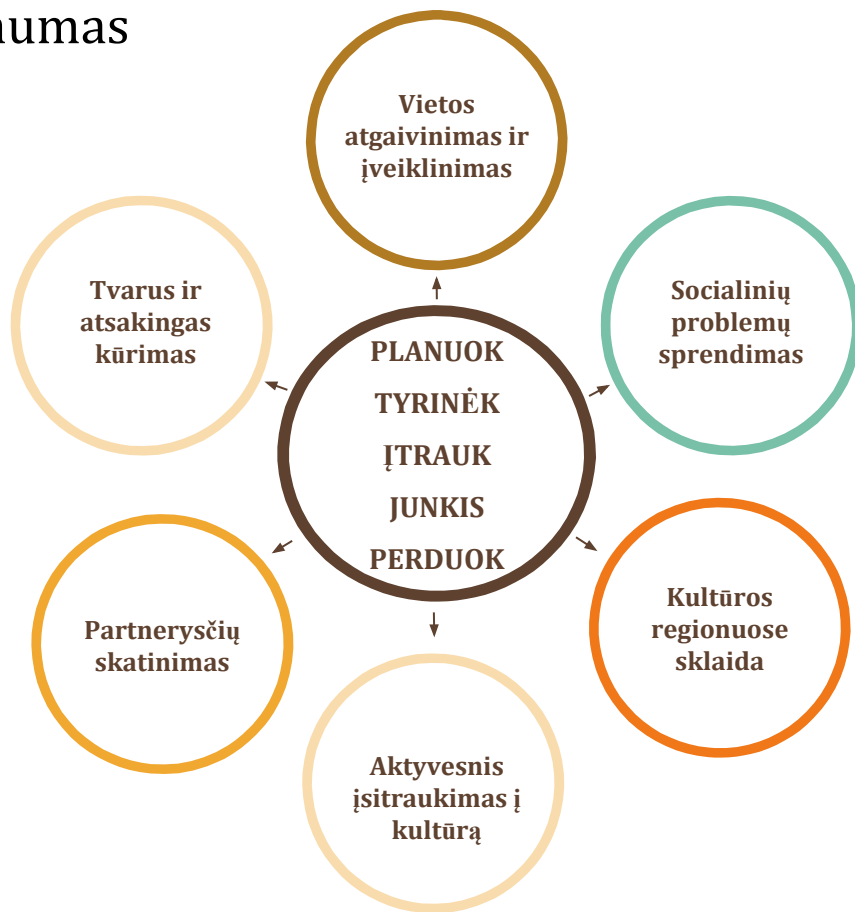 Vietos
atgaivinimas ir
įveiklinimas
Tvarus ir
atsakingas
kūrimas
Socialinių
problemų
sprendimas
PLANUOK
TYRINĖK
ĮTRAUK
JUNKIS
PERDUOK
Partnerysčių
skatinimas
Kultūros
regionuose
sklaida
Aktyvesnis
įsitraukimas į
kultūrą